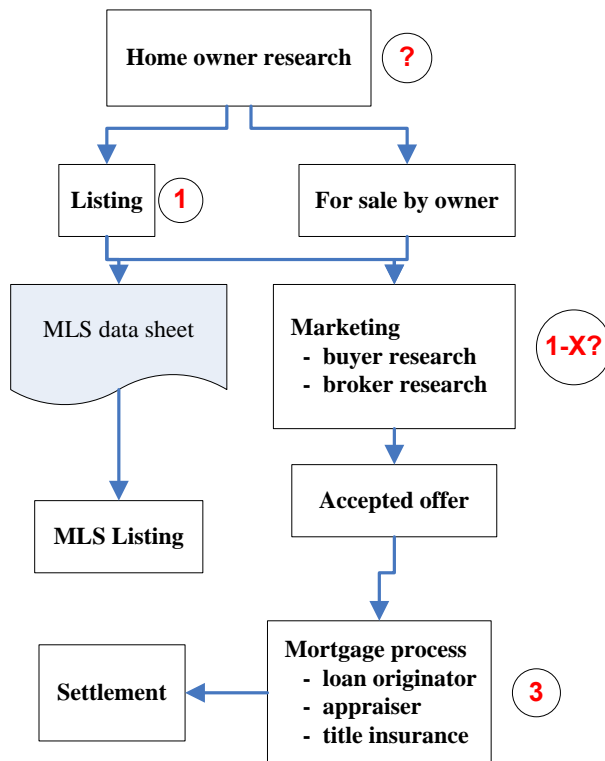 Home owner research
?
Listing
1
For sale by owner
MLS data sheet
Marketing
- buyer research
- broker research
1-X?
Accepted offer
MLS Listing
Mortgage process
- loan originator
- appraiser
- title insurance
Settlement
3